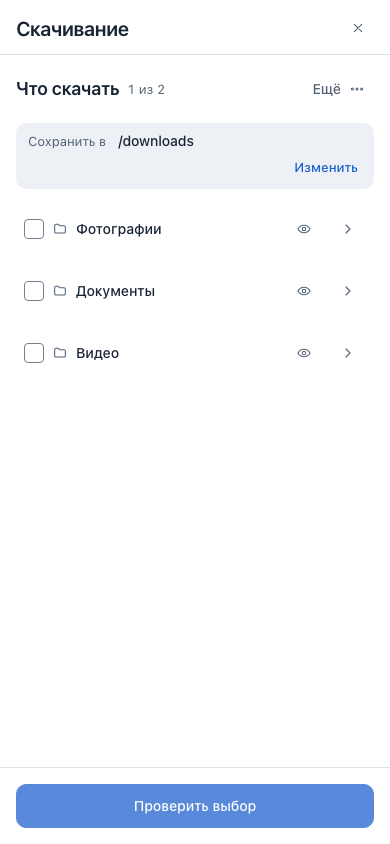 Скачивание
Что скачать 1 из 2 Ещё
Сохранить в /downloads
Изменить
Фотографии
Документы
Видео
Проверить выбор